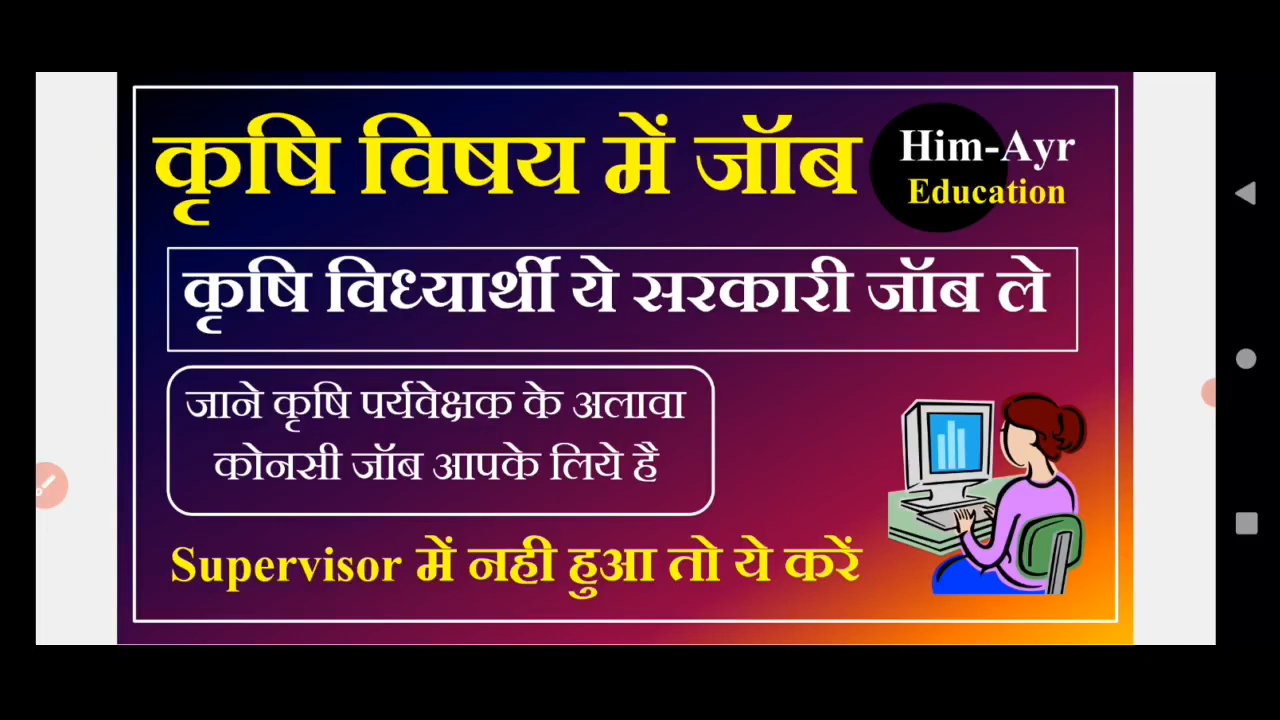 कृषि विषय में जॉब
Him-Ayr
Education
कृषि विध्यार्थी ये सरकारी जॉब ले
जाने कृषि पर्यवेक्षक के अलावा
कोनसी जॉब आपके लिये है
Supervisor में नही हुआ तो ये करें